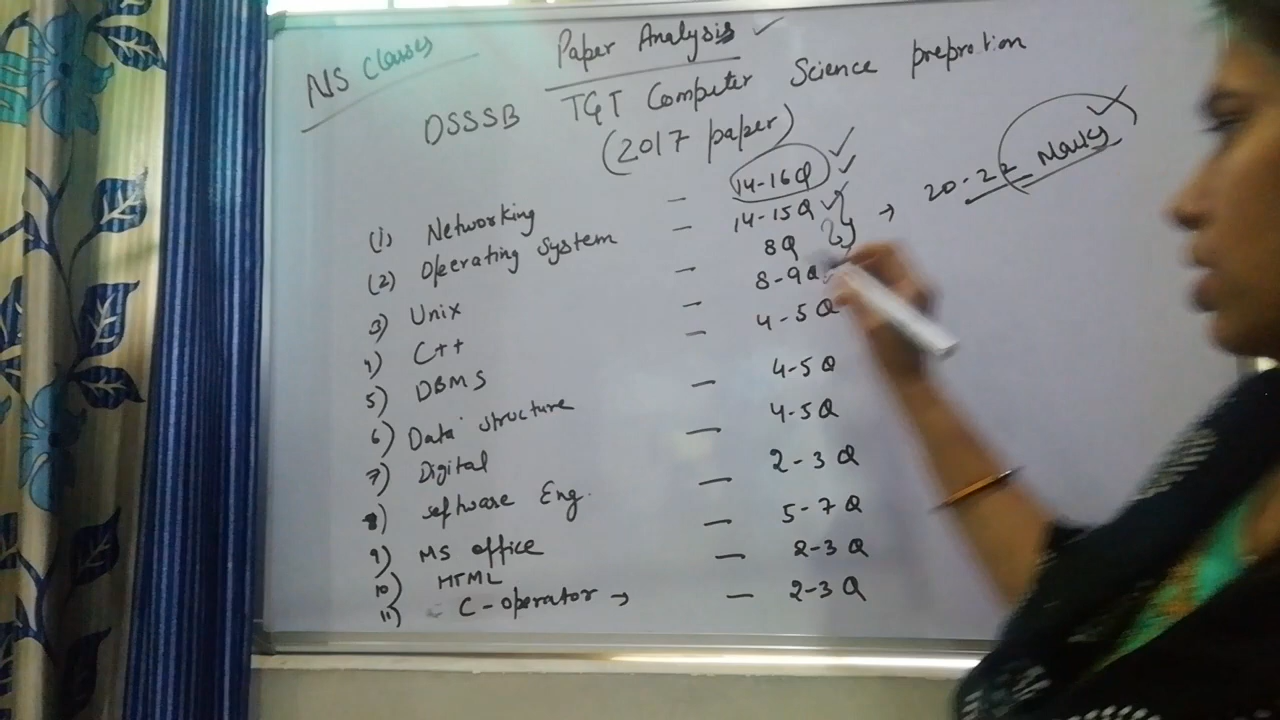 NS Classes
Paper Analysis ✓
DSSSB TGT Computer Science prepration
(2017 paper)
(1) Networking - 14-16Q ✓
(2) Operating System - 14-15Q ✓ → 20-22 Marks ✓
3) Unix - 8Q
4) C++ - 8-9Q
5) DBMS - 4-5Q
6) Data structure - 4-5Q
7) Digital - 4-5Q
8) software Eng. - 2-3Q
9) MS office - 5-7Q
10) HTML - 2-3Q
11) C-operator → - 2-3Q